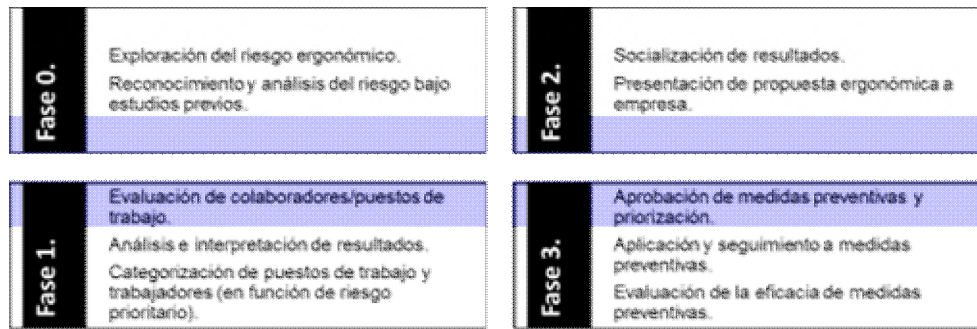 Fase 0.
Exploración del riesgo ergonómico.
Reconocimiento y análisis del riesgo bajo
estudios previos.
Fase 1.
Evaluación de colaboradores/puestos de
trabajo.
Análisis e interpretación de resultados.
Categorización de puestos de trabajo y
trabajadores (en función de riesgo
prioritario).
Fase 2.
Socialización de resultados.
Presentación de propuesta ergonómica a
empresa.
Fase 3.
Aprobación de medidas preventivas y
priorización.
Aplicación y seguimiento a medidas
preventivas.
Evaluación de la eficacia de medidas
preventivas.